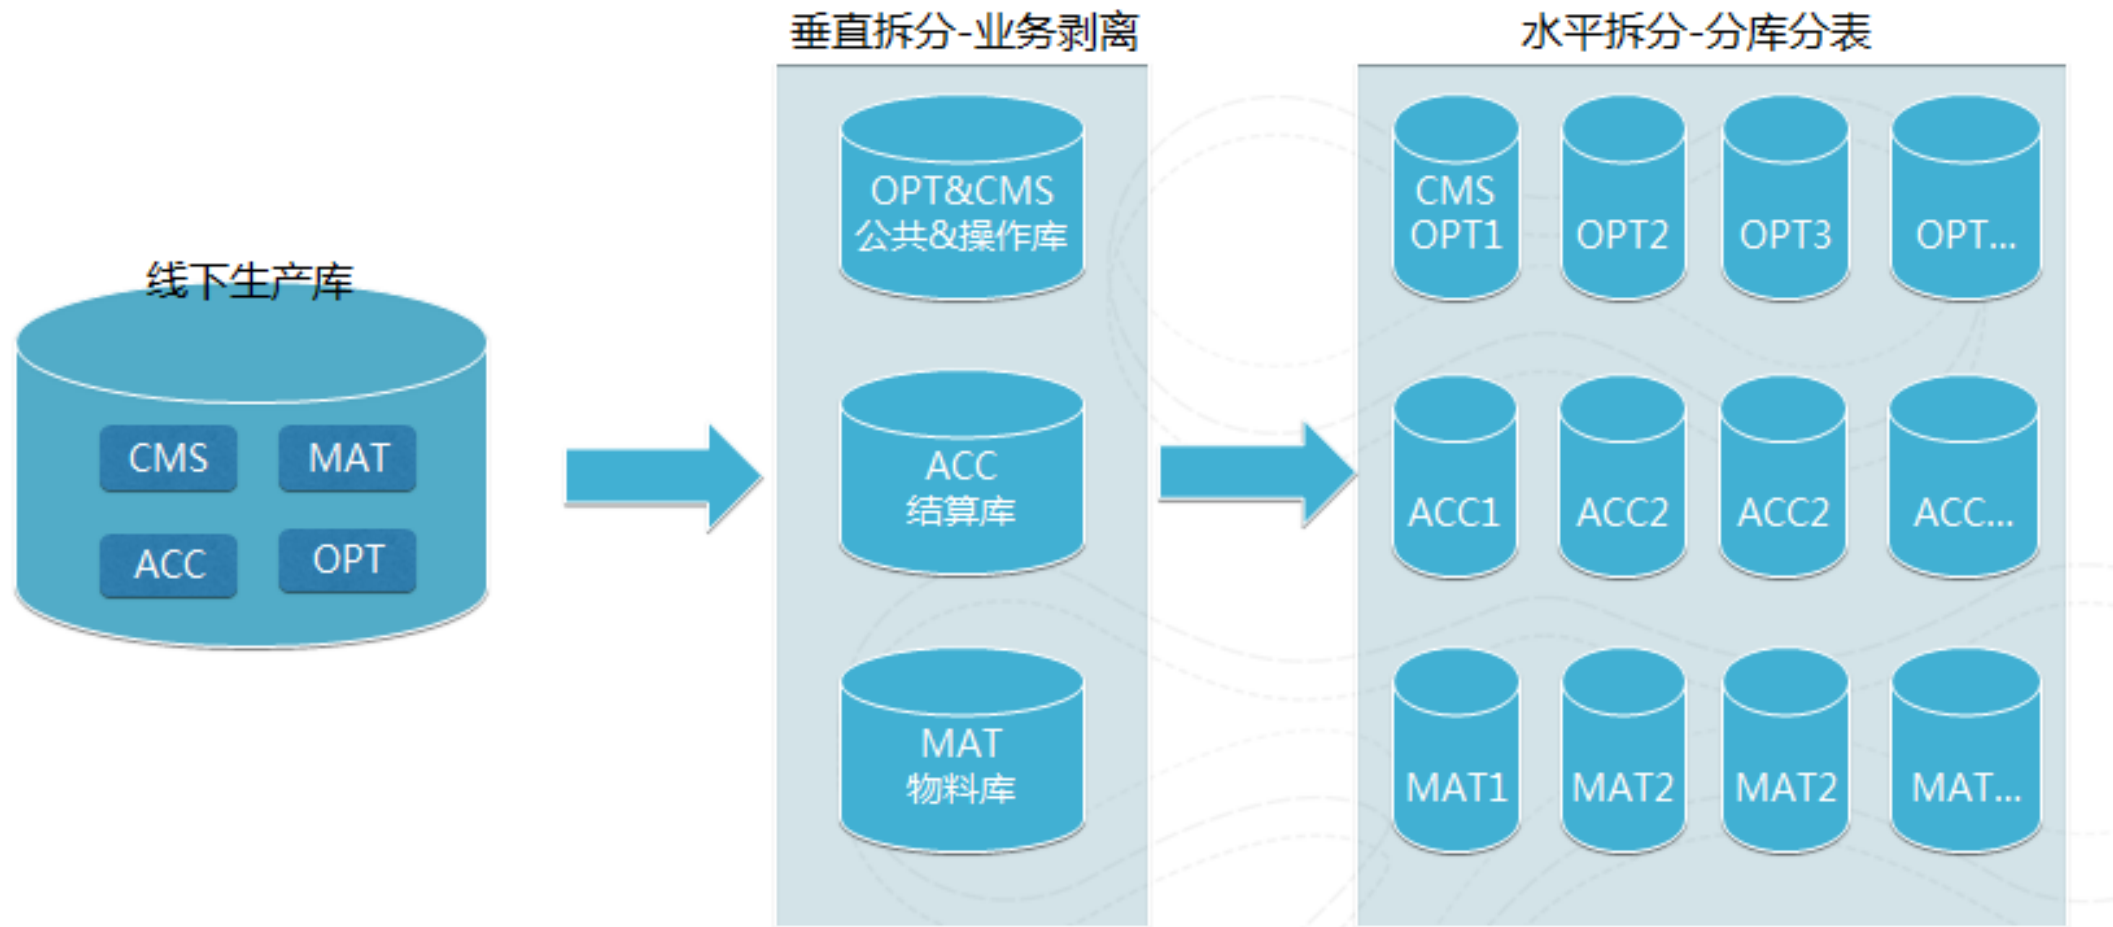 线下生产库
CMS
MAT
ACC
OPT
垂直拆分-业务剥离
OPT&CMS
公共&操作库
ACC
结算库
MAT
物料库
水平拆分-分库分表
CMS
OPT1
OPT2
OPT3
OPT...
ACC1
ACC2
ACC2
ACC...
MAT1
MAT2
MAT2
MAT...